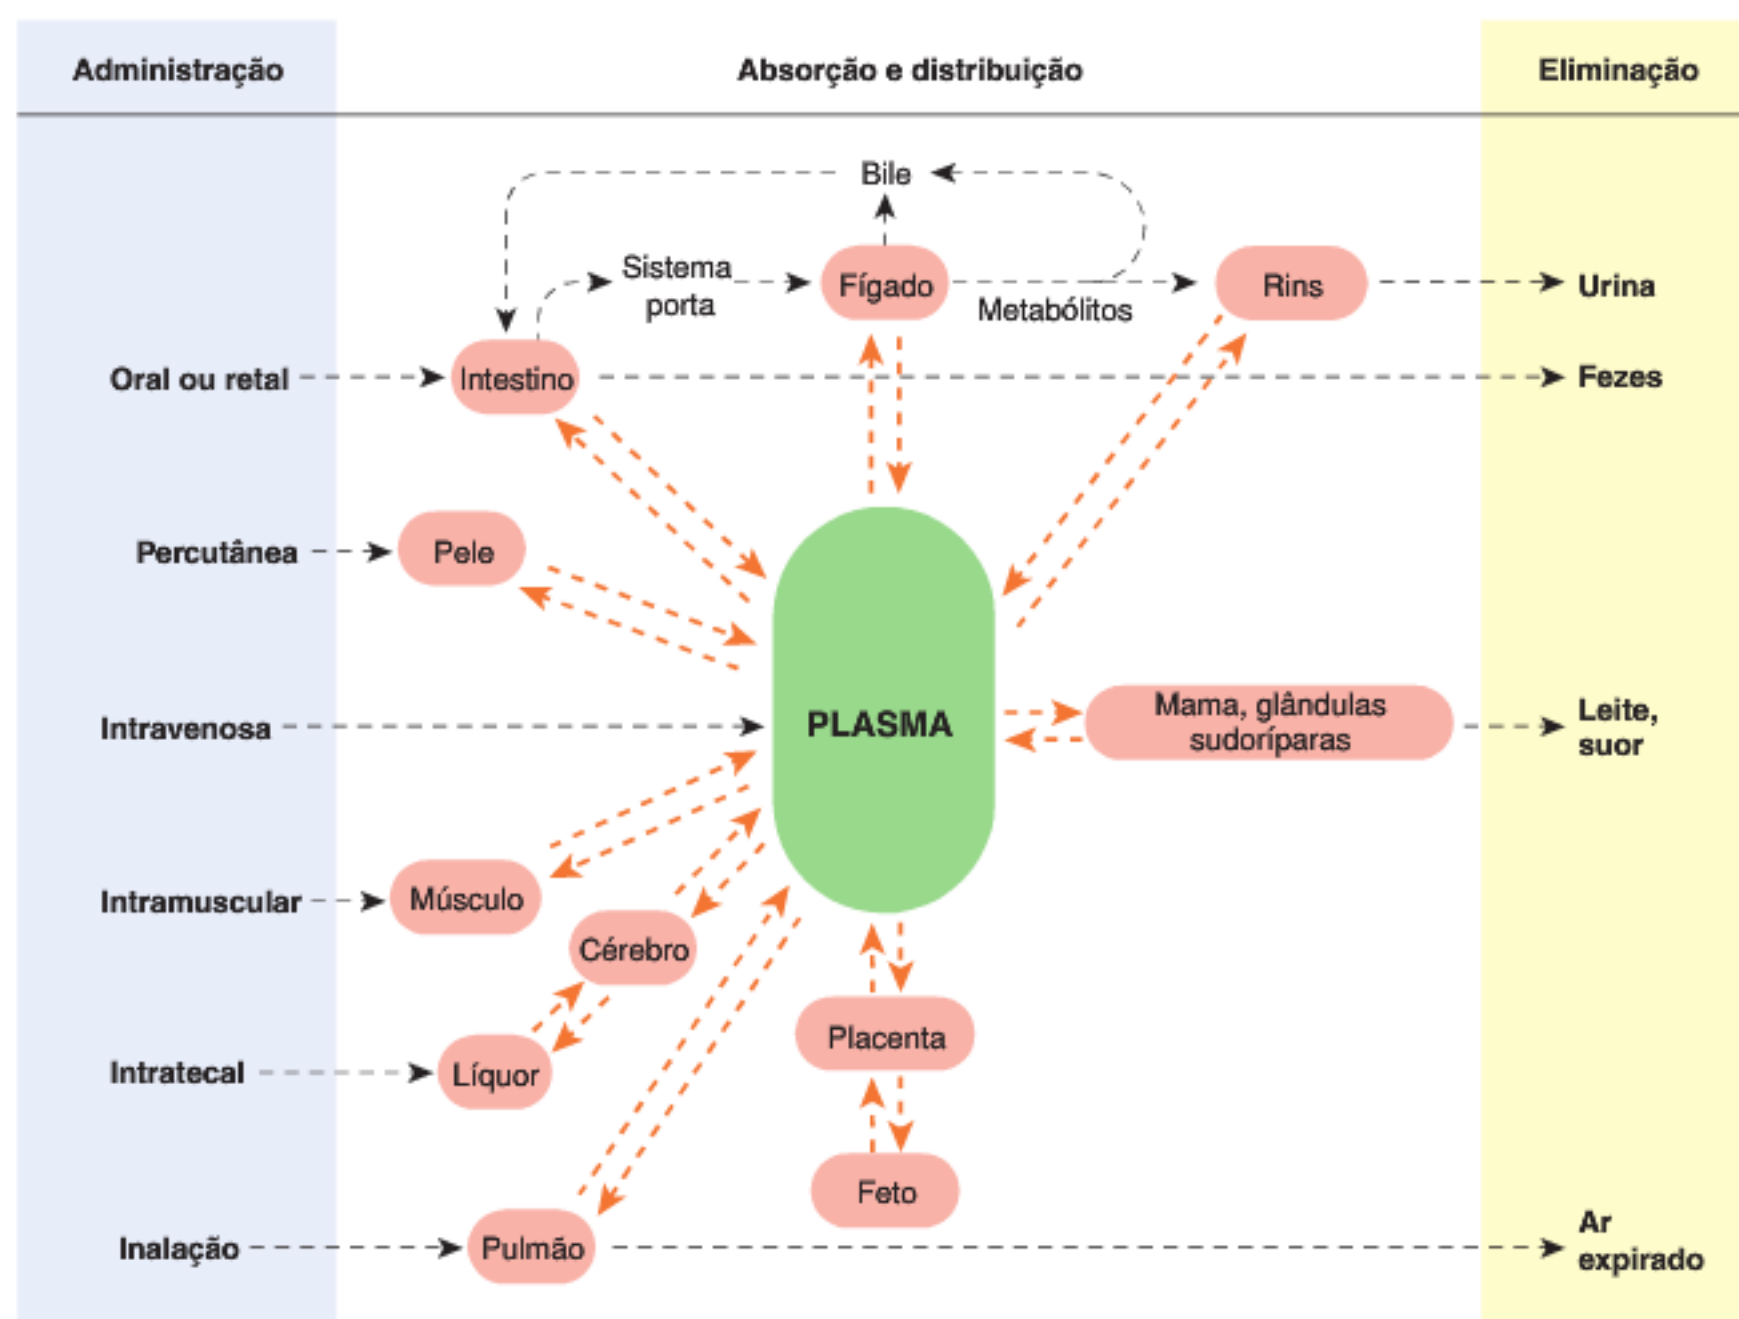 Administração
Absorção e distribuição
Eliminação
Bile
Sistema
porta
Fígado
Metabólitos
Rins
Urina
Oral ou retal
Intestino
Fezes
Percutânea
Pele
Intravenosa
PLASMA
Mama, glândulas
sudoríparas
Leite,
suor
Intramuscular
Músculo
Cérebro
Placenta
Intratecal
Líquor
Feto
Inalação
Pulmão
Ar
expirado